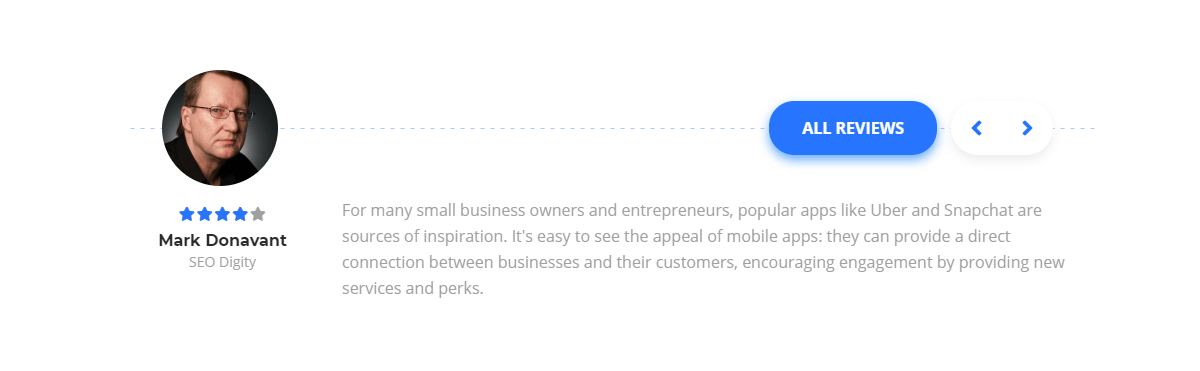 ALL REVIEWS
Mark Donavant
SEO Digity
For many small business owners and entrepreneurs, popular apps like Uber and Snapchat are
sources of inspiration. It's easy to see the appeal of mobile apps: they can provide a direct
connection between businesses and their customers, encouraging engagement by providing new
services and perks.